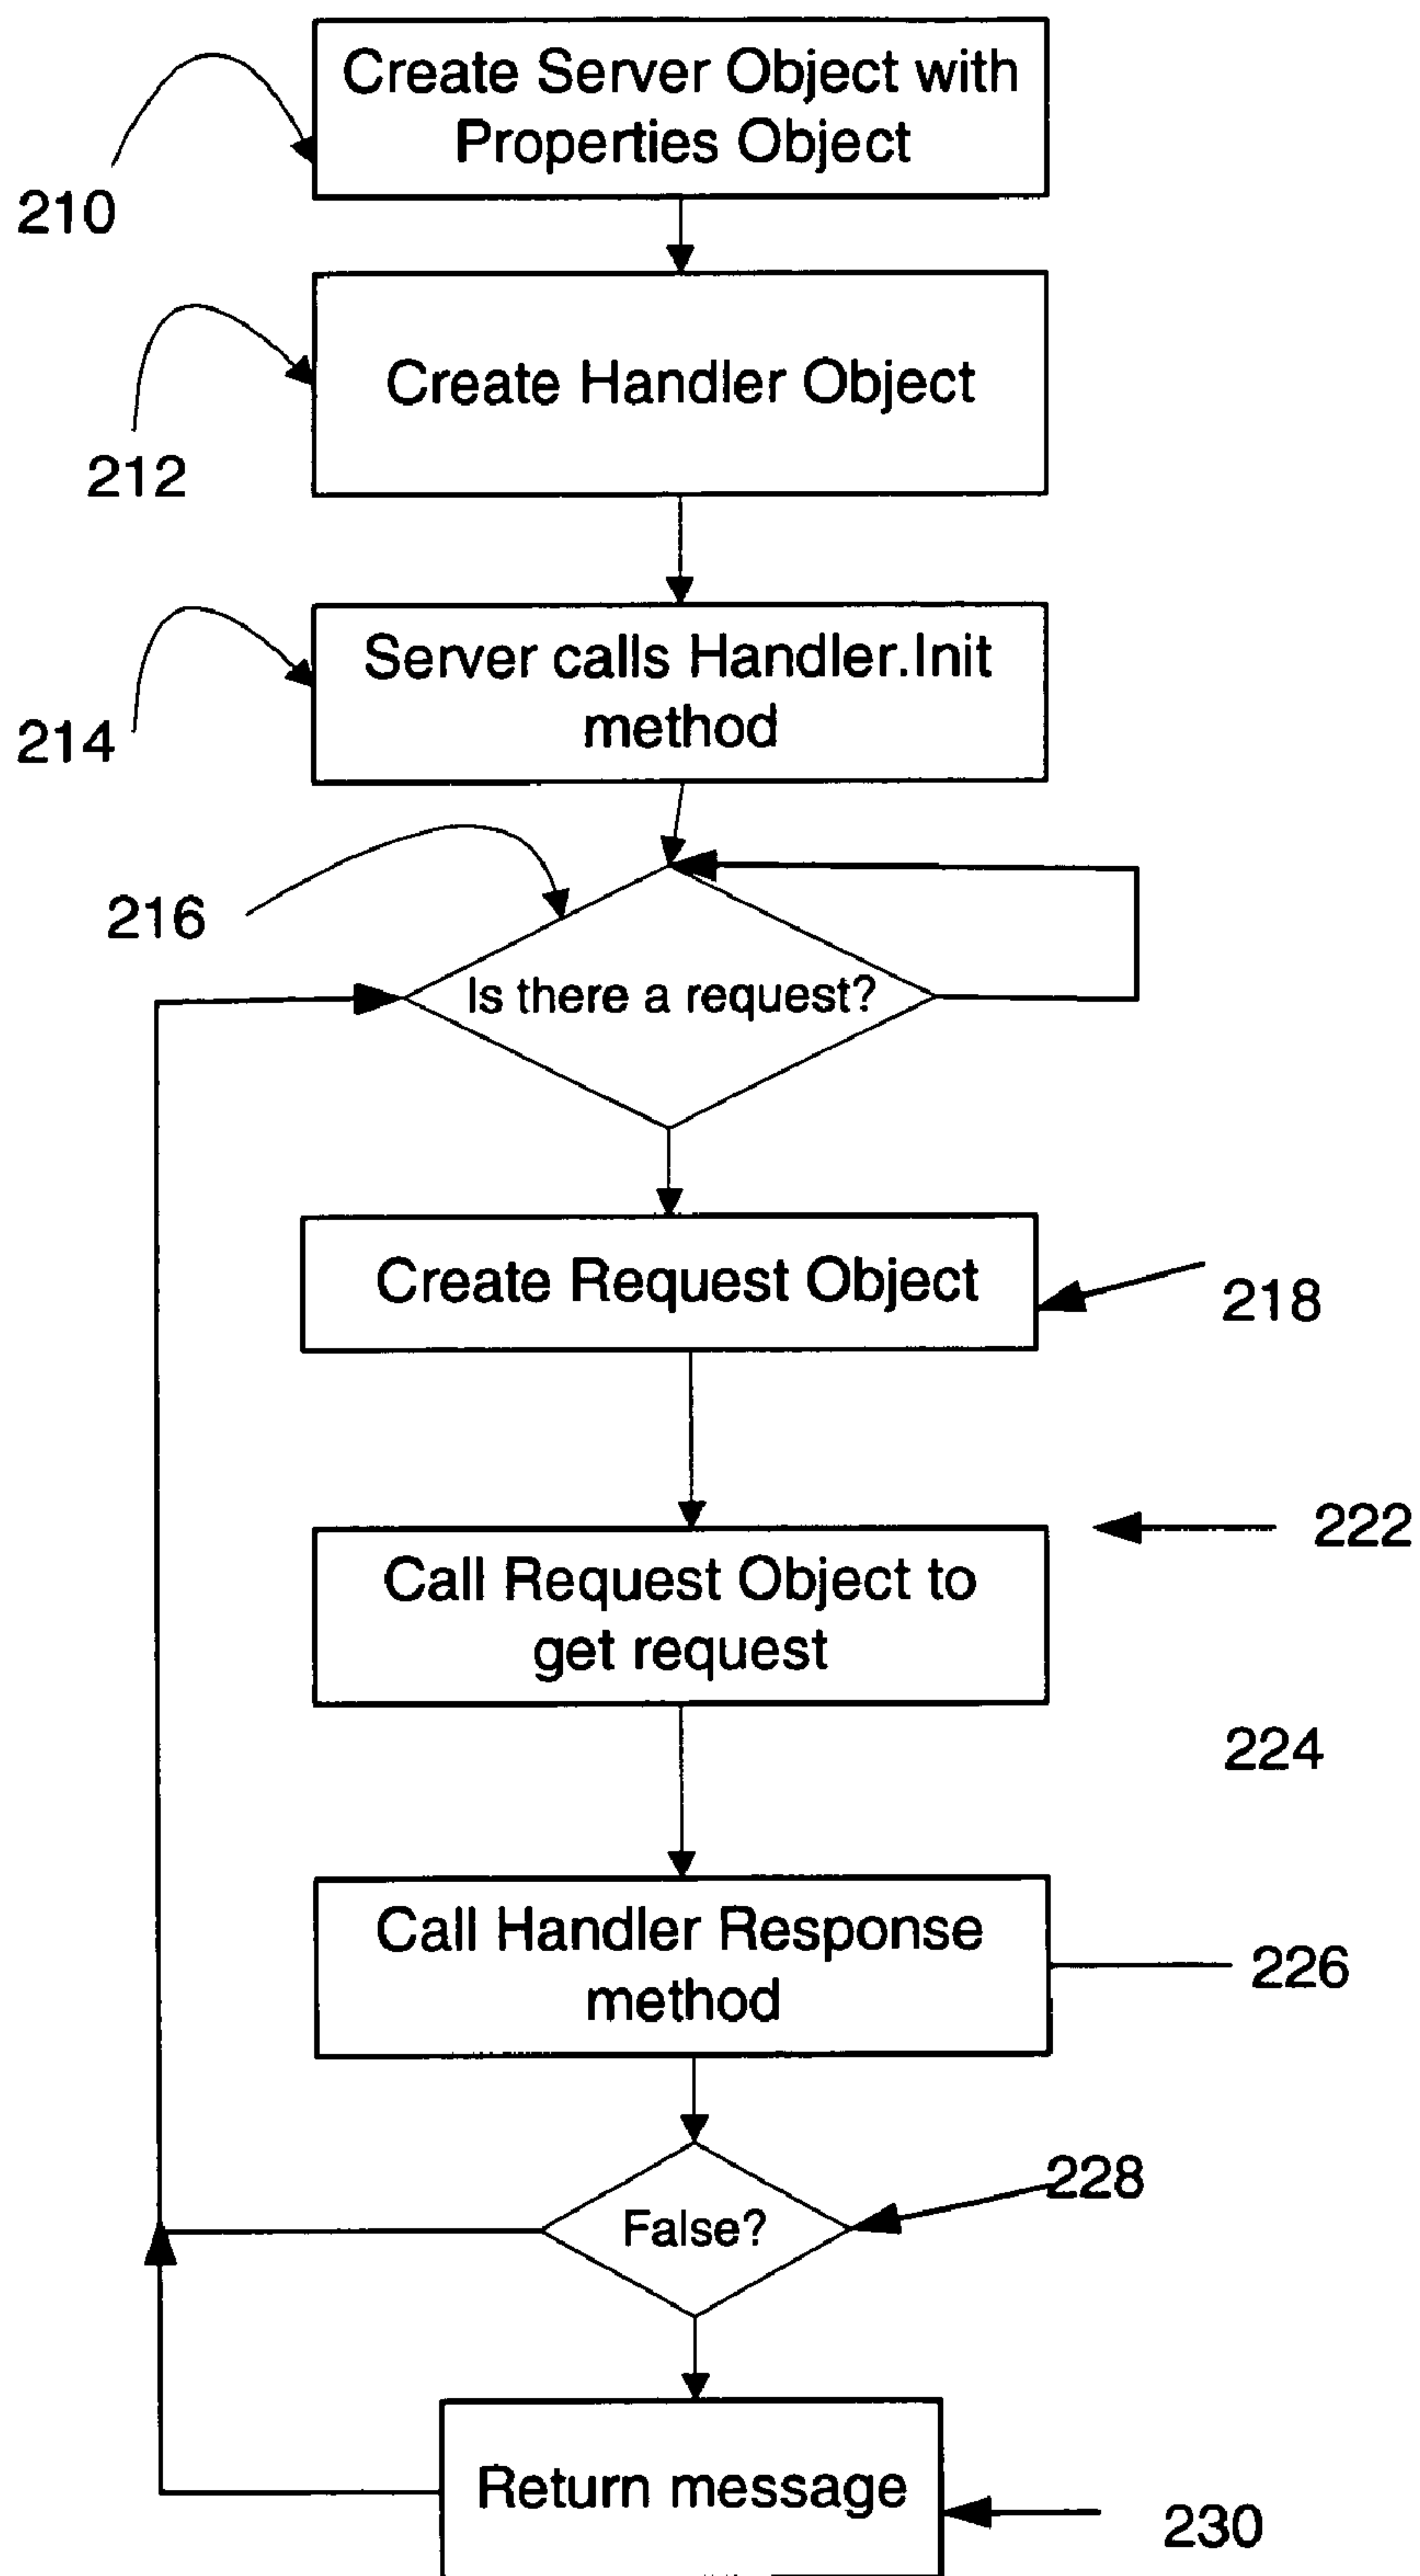 Create Server Object with
Properties Object
210
Create Handler Object
212
Server calls Handler.Init
method
214
216
Is there a request?
Create Request Object
218
222
Call Request Object to
get request
224
Call Handler Response
method
226
228
False?
Return message
230